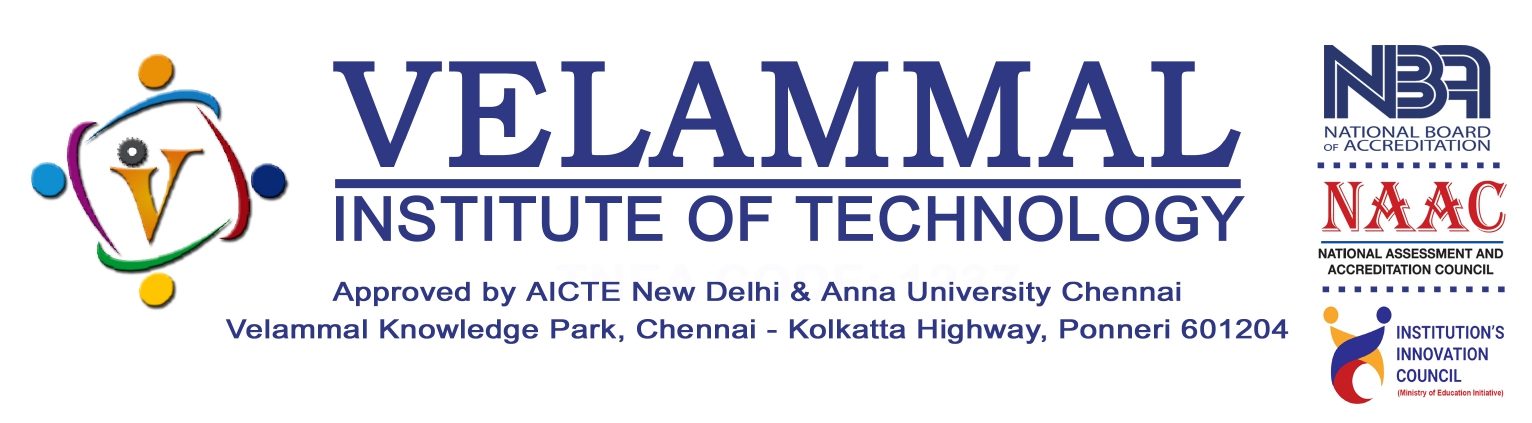 V
VELAMMAL
INSTITUTE OF TECHNOLOGY
Approved by AICTE New Delhi & Anna University Chennai
Velammal Knowledge Park, Chennai - Kolkatta Highway, Ponneri 601204
NBA
NATIONAL BOARD
OF ACCREDITATION
NAAC
NATIONAL ASSESSMENT AND
ACCREDITATION COUNCIL
INSTITUTION'S
INNOVATION
COUNCIL
(Ministry of Education Initiative)